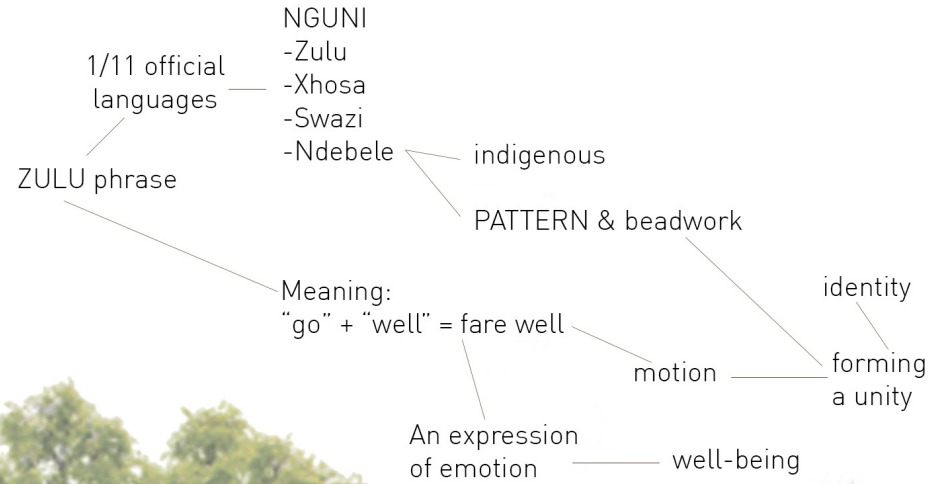 NGUNI
-Zulu
-Xhosa
-Swazi
-Ndebele
1/11 official
languages
ZULU phrase
indigenous
PATTERN & beadwork
Meaning:
“go” + “well” = fare well
identity
motion
forming
a unity
An expression
of emotion
well-being